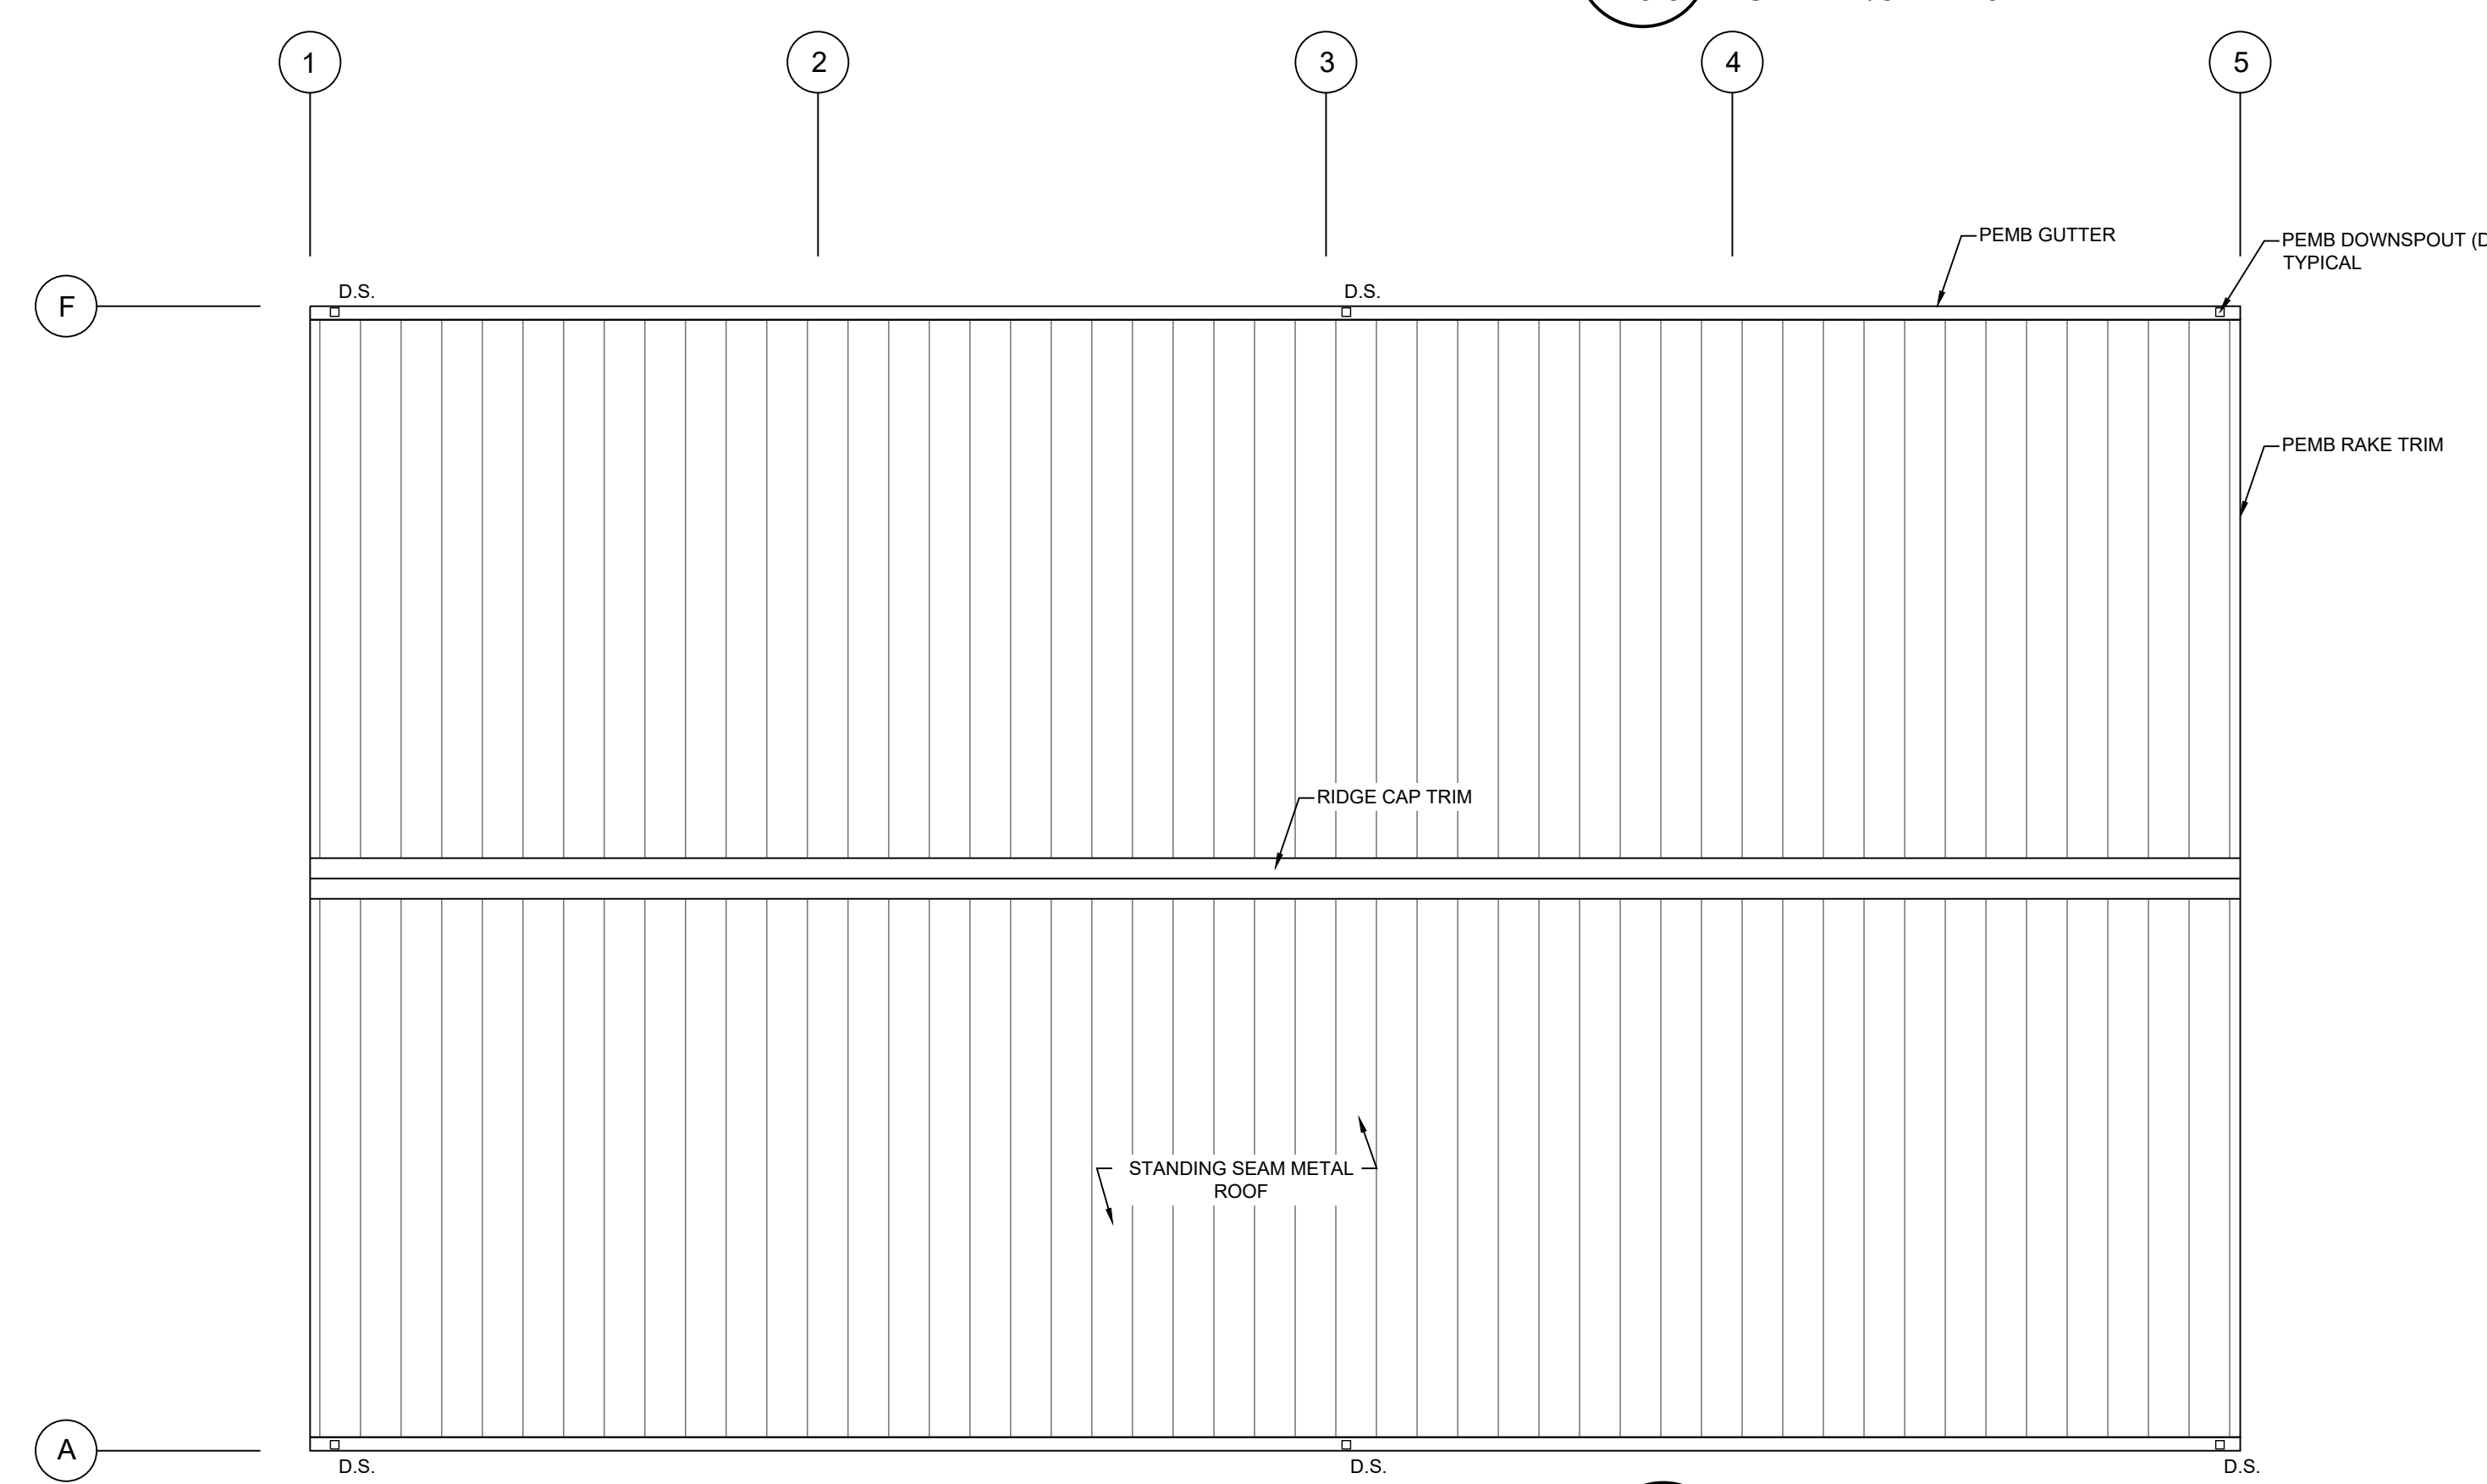 1
2
3
4
5
PEMB GUTTER
PEMB DOWNSPOUT (D
TYPICAL
D.S.
D.S.
F
PEMB RAKE TRIM
RIDGE CAP TRIM
STANDING SEAM METAL
ROOF
A
D.S.
D.S.
D.S.